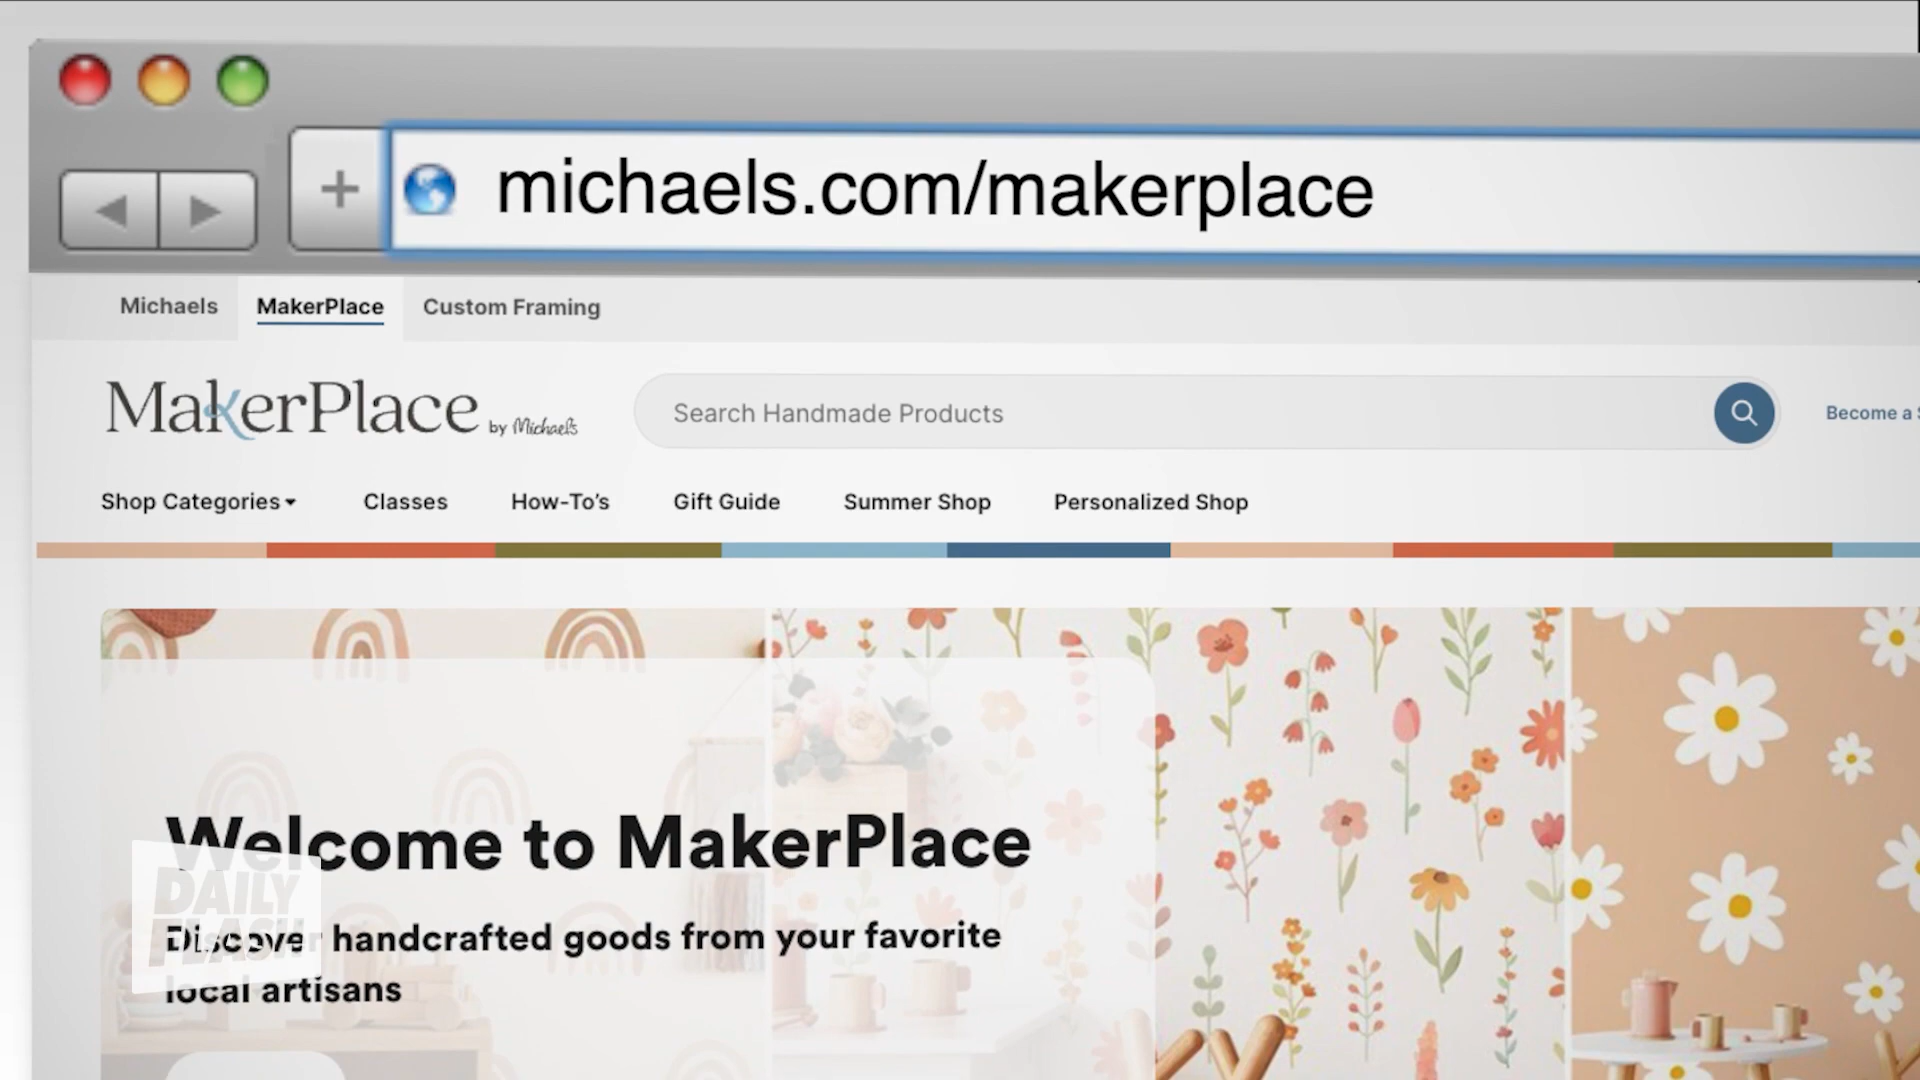 michaels.com/makerplace
Michaels MakerPlace Custom Framing
MakerPlace by Michaels
Search Handmade Products
Become a
Shop Categories Classes How-To's Gift Guide Summer Shop Personalized Shop
Welcome to MakerPlace
Discover handcrafted goods from your favorite
local artisans
DAILY
FLASH